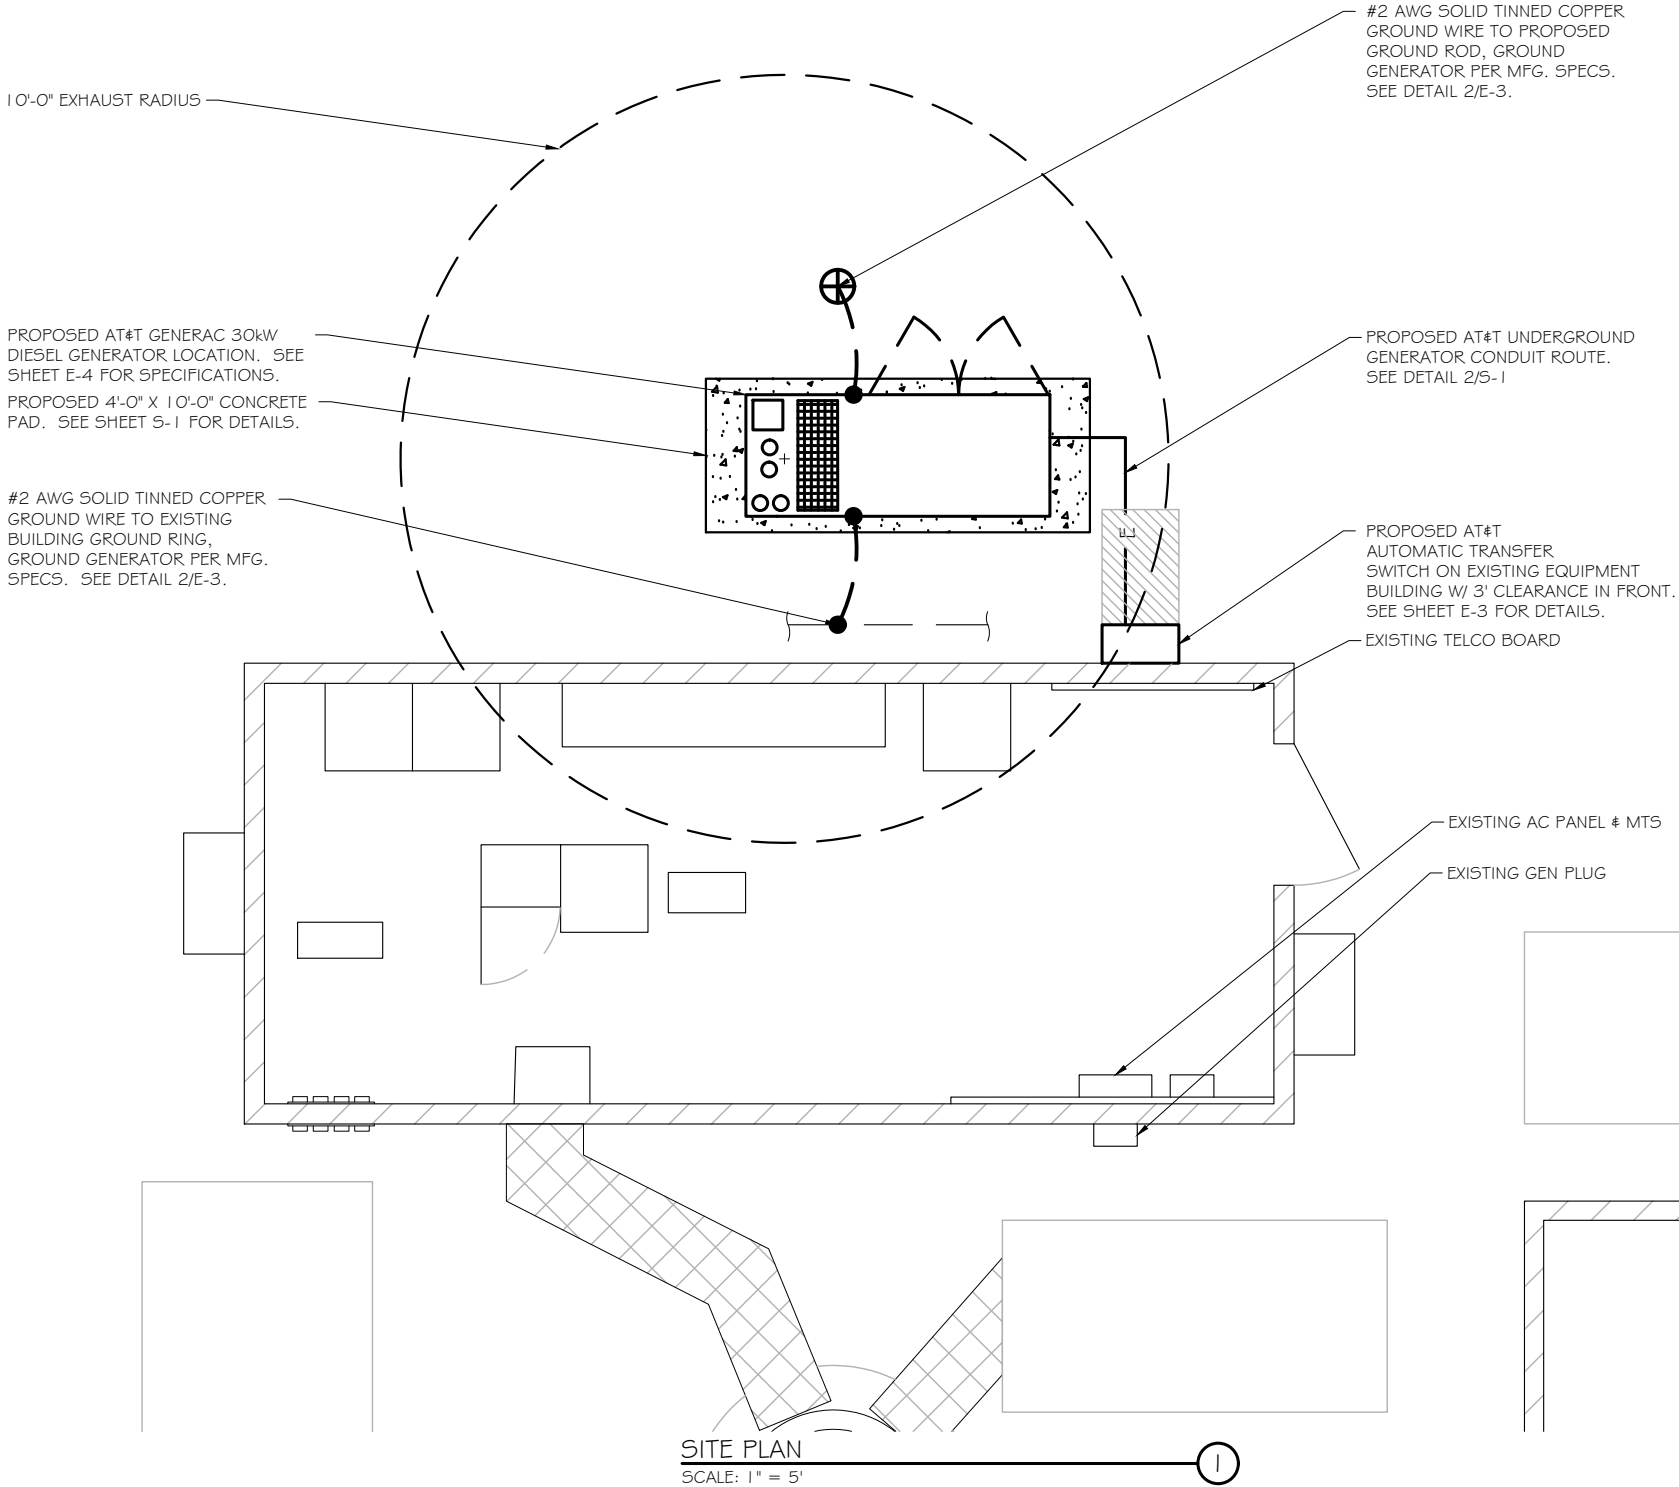 #2 AWG SOLID TINNED COPPER
GROUND WIRE TO PROPOSED
GROUND ROD, GROUND
GENERATOR PER MFG. SPECS.
SEE DETAIL 2/E-3.
10'-0" EXHAUST RADIUS
PROPOSED AT&T GENERAC 30kW
DIESEL GENERATOR LOCATION. SEE
SHEET E-4 FOR SPECIFICATIONS.
PROPOSED 4'-0" X 10'-0" CONCRETE
PAD. SEE SHEET S-1 FOR DETAILS.
#2 AWG SOLID TINNED COPPER
GROUND WIRE TO EXISTING
BUILDING GROUND RING,
GROUND GENERATOR PER MFG.
SPECS. SEE DETAIL 2/E-3.
PROPOSED AT&T UNDERGROUND
GENERATOR CONDUIT ROUTE.
SEE DETAIL 2/S-1
E
PROPOSED AT&T
AUTOMATIC TRANSFER
SWITCH ON EXISTING EQUIPMENT
BUILDING W/ 3' CLEARANCE IN FRONT.
SEE SHEET E-3 FOR DETAILS.
EXISTING TELCO BOARD
EXISTING AC PANEL & MTS
EXISTING GEN PLUG
SITE PLAN
SCALE: 1" = 5'
1